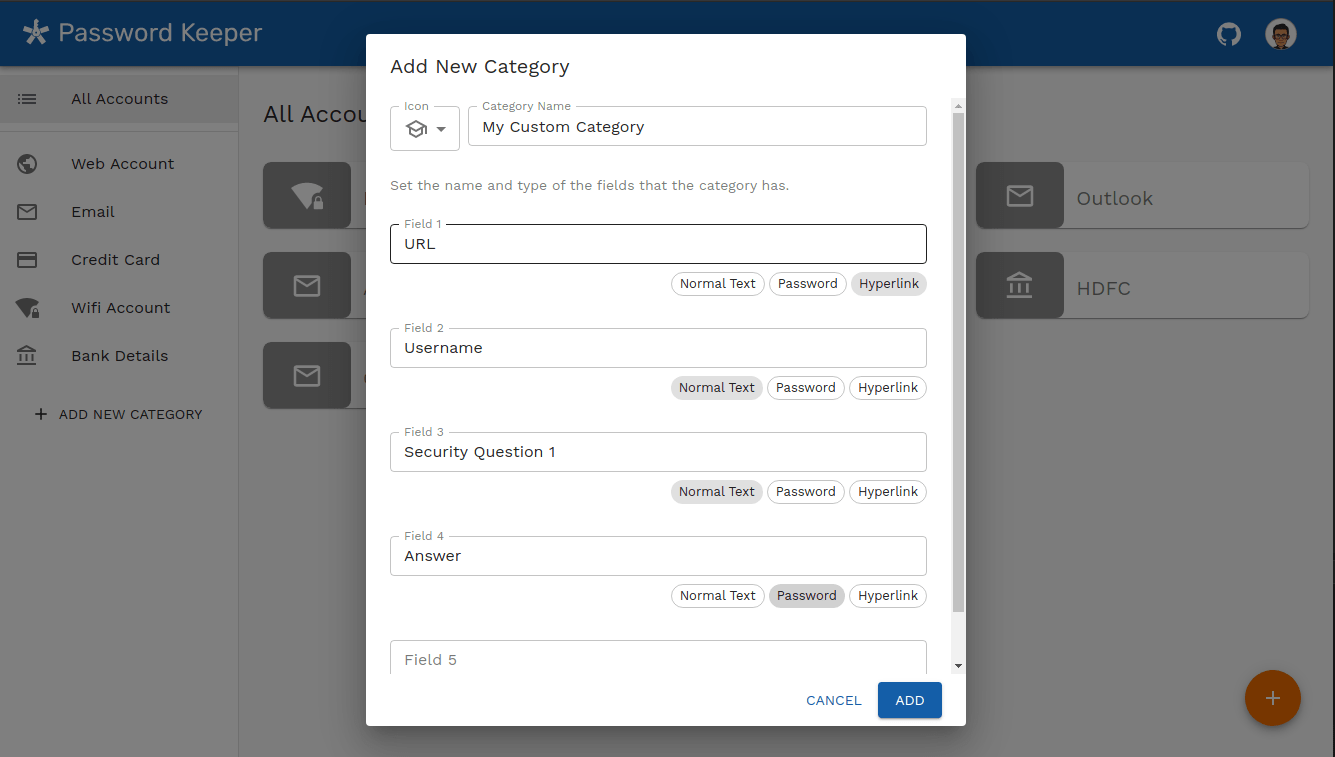 Password Keeper
All Accounts
Web Account
Email
Credit Card
Wifi Account
Bank Details
+ ADD NEW CATEGORY
All Accou
Outlook
HDFC
Add New Category
Icon
Category Name
My Custom Category
Set the name and type of the fields that the category has.
Field 1
URL
Normal Text Password Hyperlink
Field 2
Username
Normal Text Password Hyperlink
Field 3
Security Question 1
Normal Text Password Hyperlink
Field 4
Answer
Normal Text Password Hyperlink
Field 5
CANCEL ADD
+